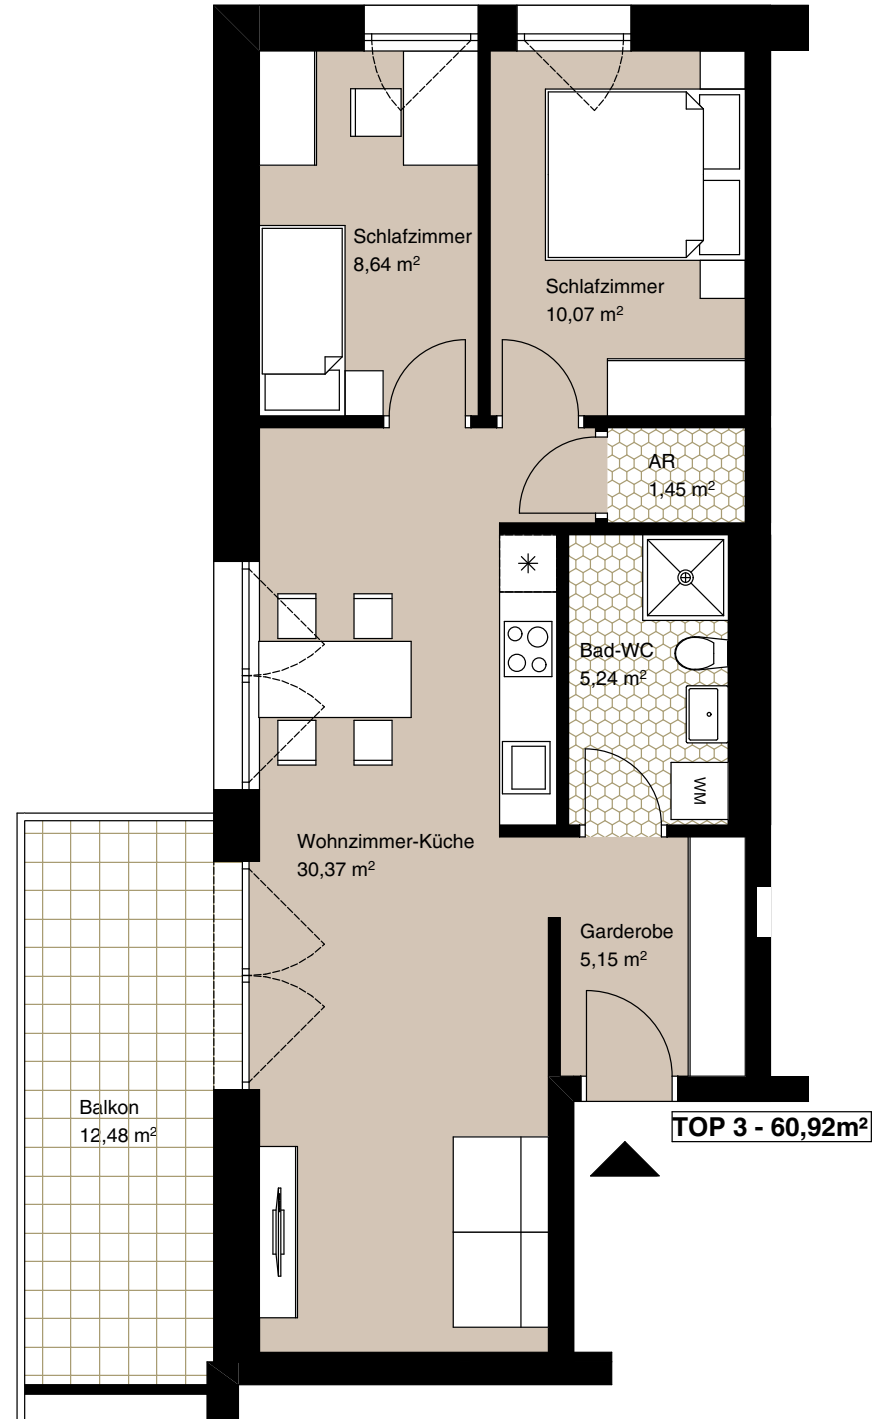 Schlafzimmer
8,64 m²
Schlafzimmer
10,07 m²
AR
1,45 m²
Bad-WC
5,24 m²
WM
Wohnzimmer-Küche
30,37 m²
Garderobe
5,15 m²
Balkon
12,48 m²
TOP 3 - 60,92m²